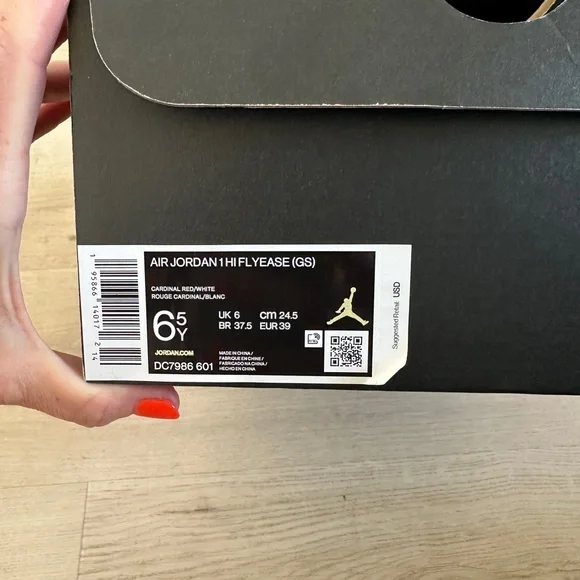 AIR JORDAN 1 HI FLYEASE (GS)
CARDINAL RED/WHITE
ROUGE CARDINAL/BLANC
6.5Y
UK 6 cm 24.5
BR 37.5 EUR 39
JORDAN.COM
DC7986 601
MADE IN CHINA /
FABRIQUÉ EN CHINE /
FABRICADO NA CHINA /
HECHO EN CHINA
1 95866 14017 2 14
Suggested Retail USD